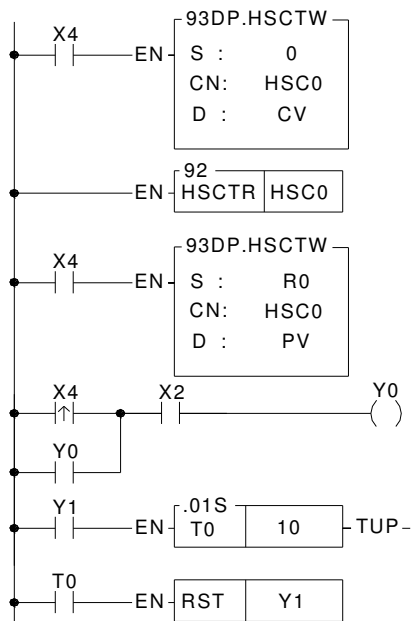 93DP.HSCTW
X4
EN
S : 0
CN: HSC0
D : CV
92
EN HSCTR HSC0
93DP.HSCTW
X4
EN
S : R0
CN: HSC0
D : PV
X4 X2 Y0
↑
Y0
Y1 .01S
EN T0 10 TUP
T0
EN RST Y1